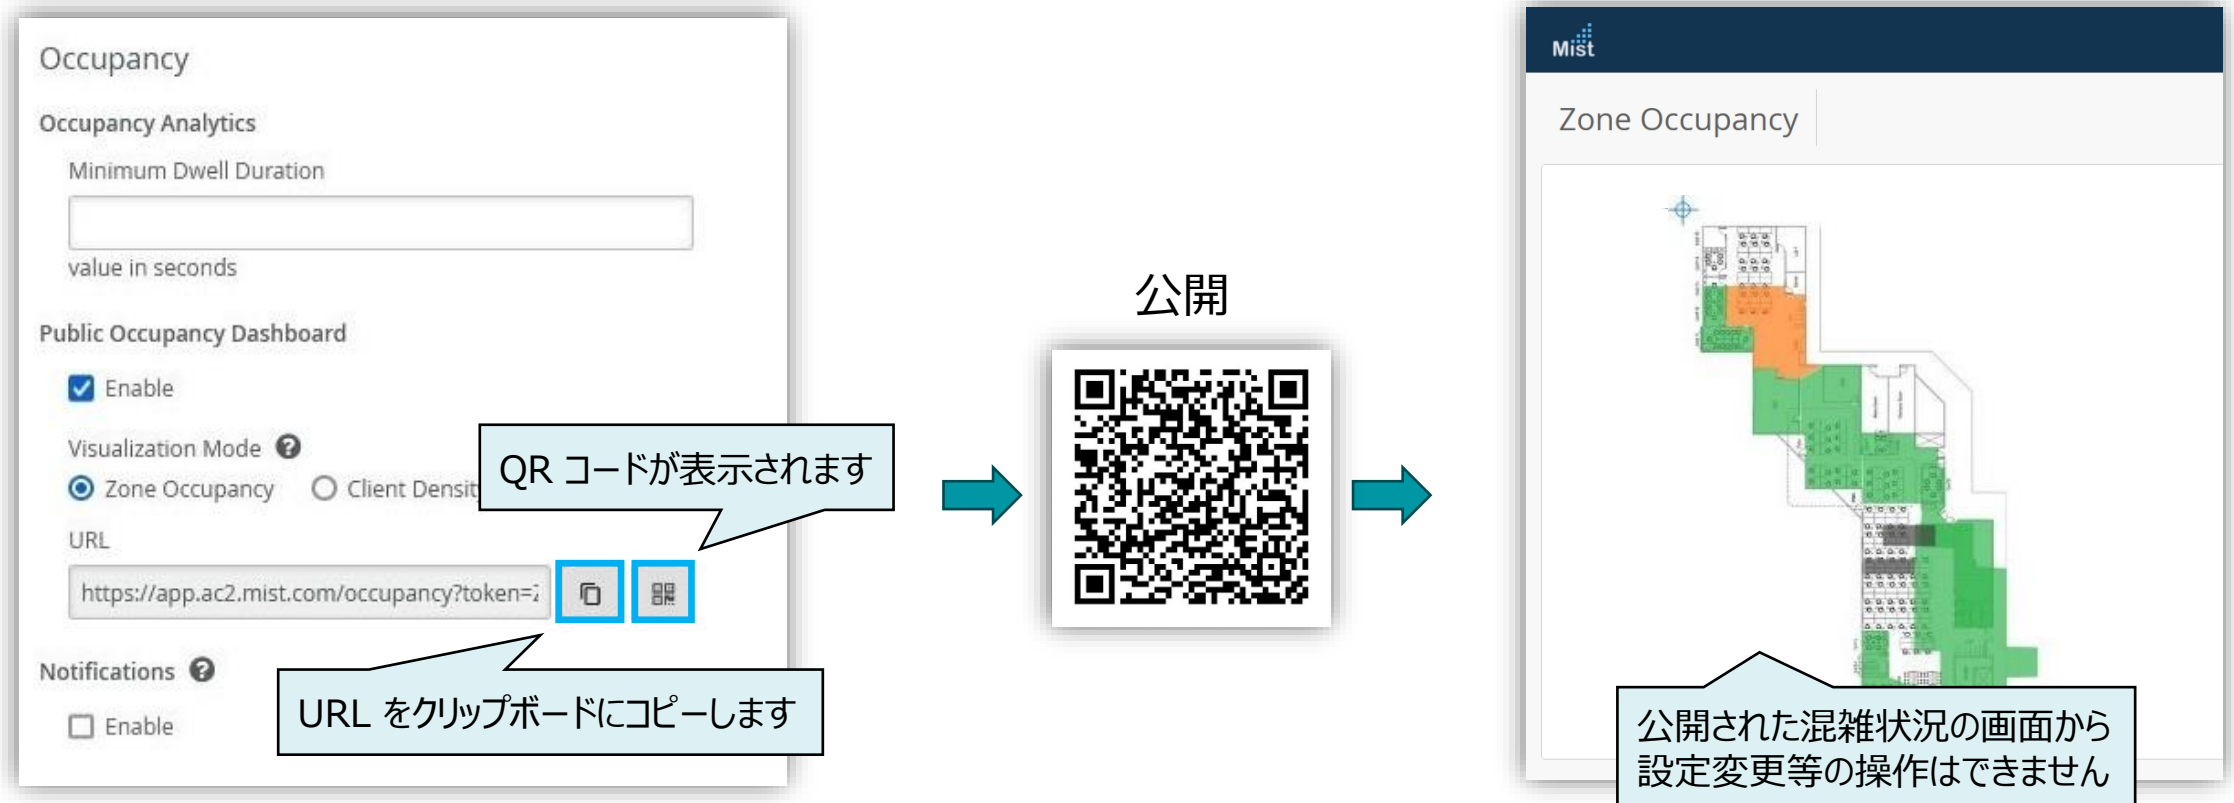 Occupancy
Occupancy Analytics
Minimum Dwell Duration
value in seconds
Public Occupancy Dashboard
Enable
Visualization Mode
Zone Occupancy
Client Densit
QR コードが表示されます
URL
https://app.ac2.mist.com/occupancy?token=
URL をクリップボードにコピーします
Notifications
Enable
公開
Mist
Zone Occupancy
公開された混雑状況の画面から
設定変更等の操作はできません